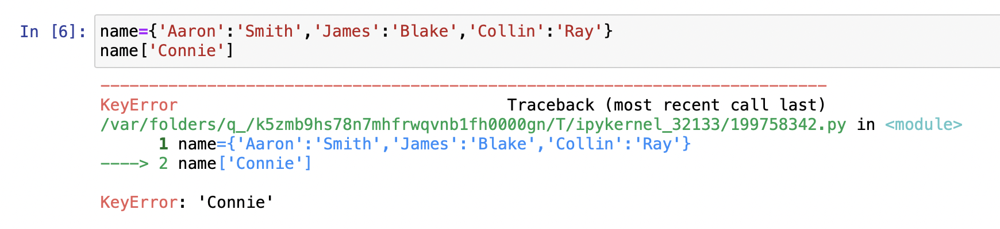 In [6]: name={'Aaron':'Smith','James':'Blake','Collin':'Ray'}
name['Connie']
---------------------------------------------------------------------------
KeyError                                  Traceback (most recent call last)
/var/folders/q_/k5zmb9hs78n7mhfrwqvnb1fh0000gn/T/ipykernel_32133/199758342.py in <module>
      1 name={'Aaron':'Smith','James':'Blake','Collin':'Ray'}
----> 2 name['Connie']
KeyError: 'Connie'